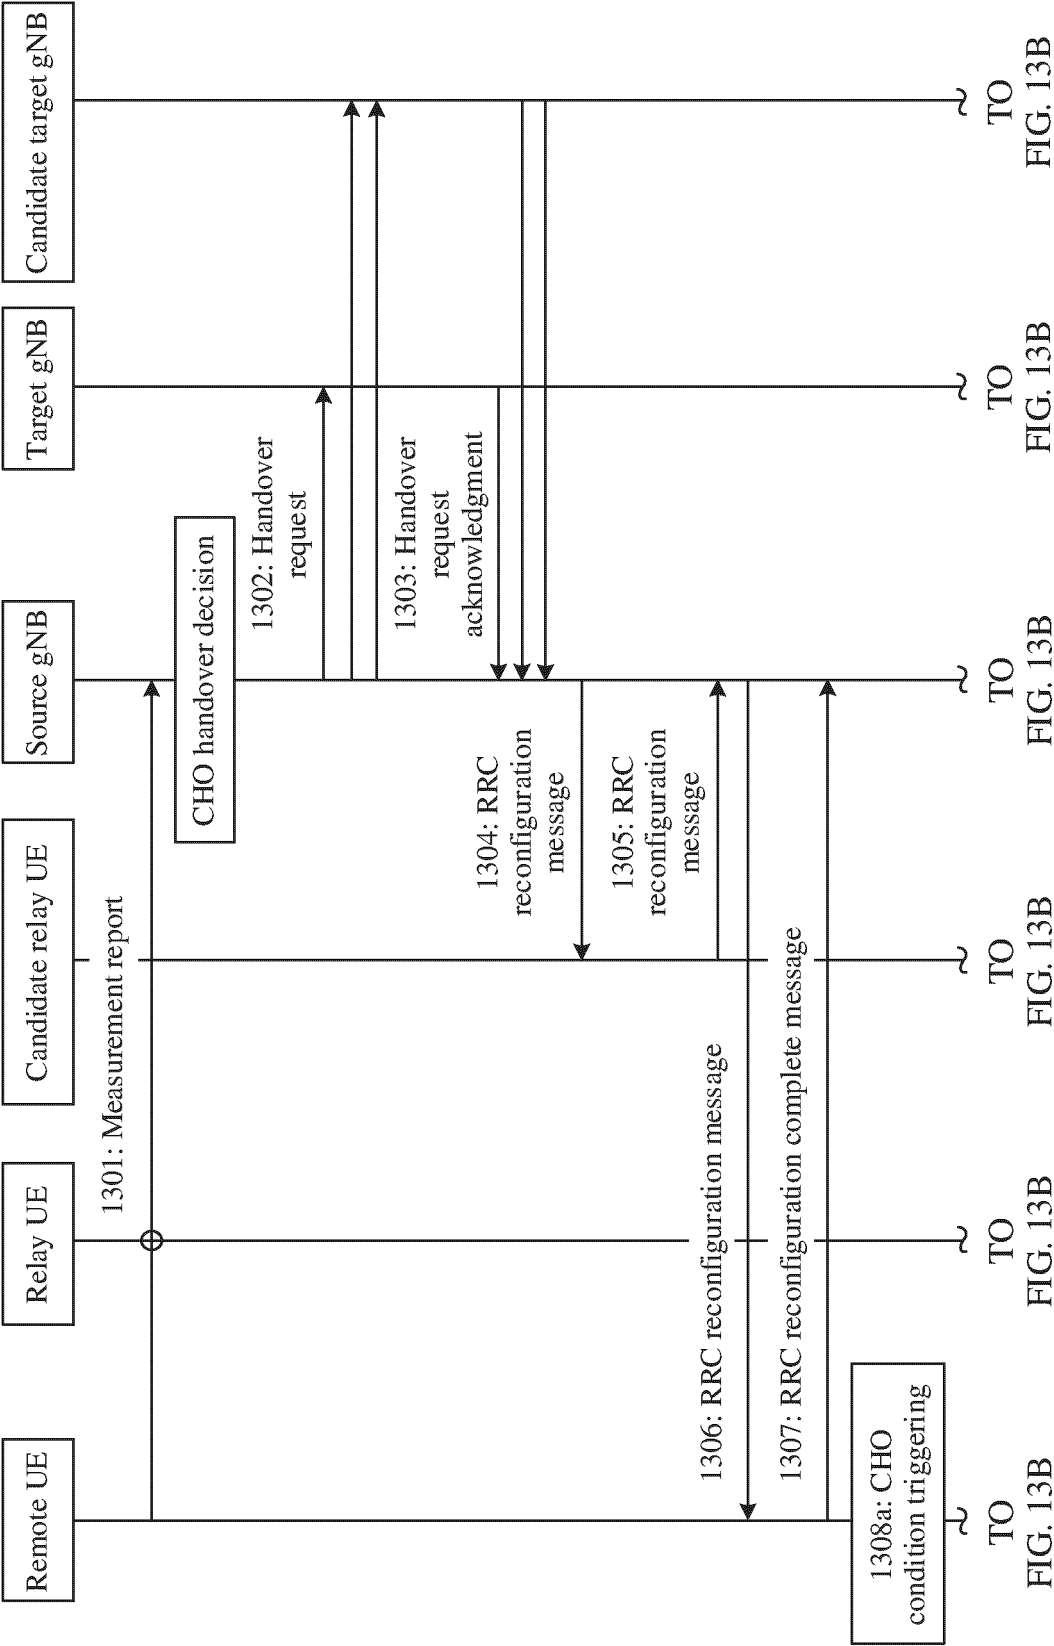 Remote UE
Relay UE
Candidate relay UE
Source gNB
Target gNB
Candidate target gNB
1301: Measurement report
CHO handover decision
1302: Handover
request
1303: Handover
request
acknowledgment
1304: RRC
reconfiguration
message
1305: RRC
reconfiguration
message
1306: RRC reconfiguration message
1307: RRC reconfiguration complete message
1308a: CHO
condition triggering
TO
FIG. 13B
TO
FIG. 13B
TO
FIG. 13B
TO
FIG. 13B
TO
FIG. 13B
TO
FIG. 13B